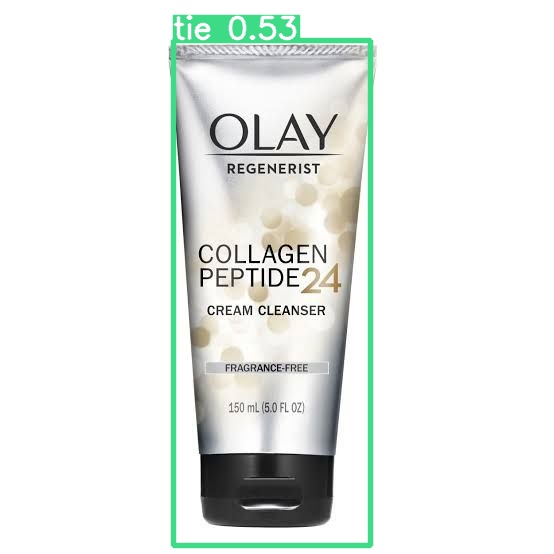 tie 0.53
OLAY
REGENERIST
COLLAGEN
PEPTIDE24
CREAM CLEANSER
FRAGRANCE-FREE
150 mL (5.0 FL OZ)